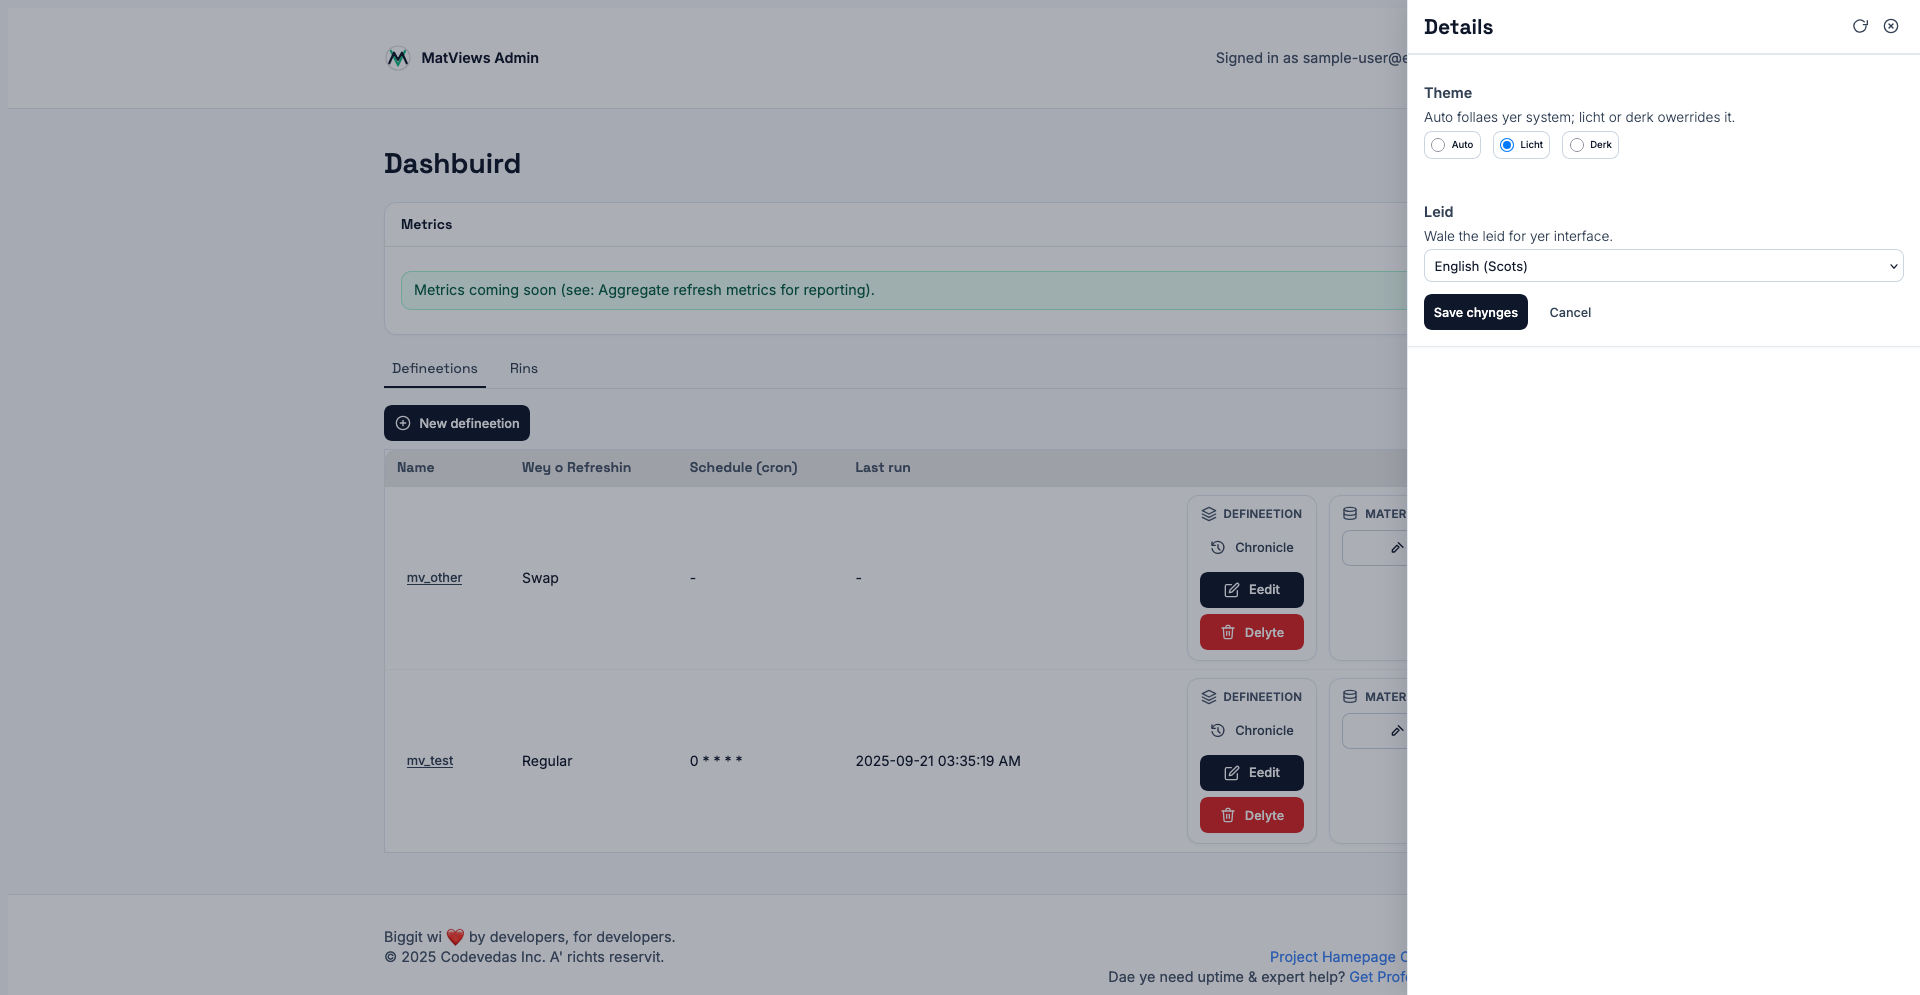 MatViews Admin
Signed in as sample-user@e
Dashbuird
Metrics
Metrics coming soon (see: Aggregate refresh metrics for reporting).
Defineetions Rins
New defineetion
Name Wey o Refreshin Schedule (cron) Last run
mv_other Swap - -
DEFINEETION
Chronicle
Eedit
Delyte
MATER
mv_test Regular 0 * * * * 2025-09-21 03:35:19 AM
DEFINEETION
Chronicle
Eedit
Delyte
MATER
Biggit wi ❤️ by developers, for developers.
© 2025 Codevedas Inc. A' richts reservit.
Project Hamepage
Dae ye need uptime & expert help? Get Prof
Details
Theme
Auto follaes yer system; licht or derk owerrides it.
Auto Licht Derk
Leid
Wale the leid for yer interface.
English (Scots)
Save chynges Cancel